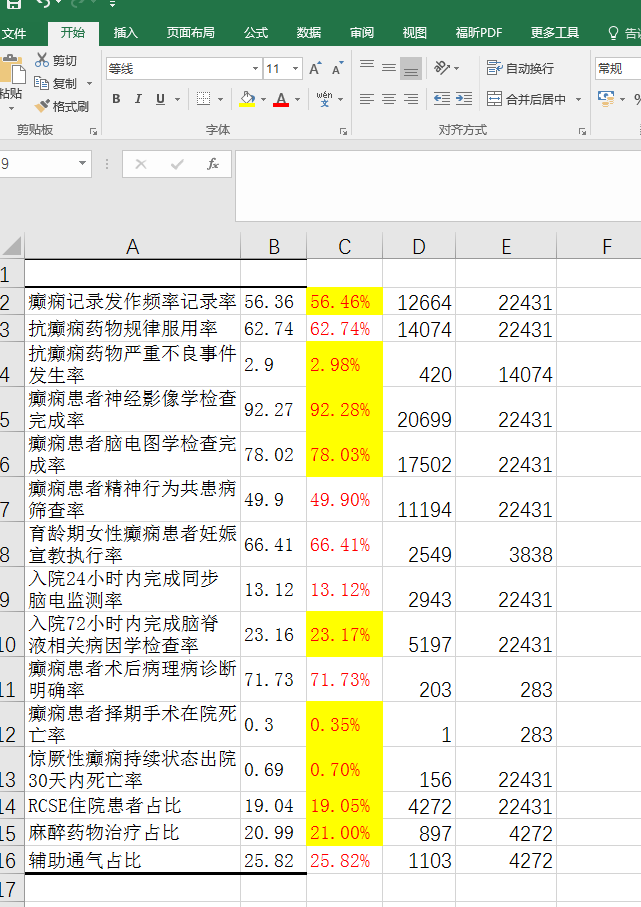 文件 开始 插入 页面布局 公式 数据 审阅 视图 福昕PDF 更多工具 告
剪切
复制
格式刷
粘贴
剪贴板
等线 11 A A
B I U A wén 文
字体
自动换行
合并后居中
对齐方式
常规
%
9 fx
A B C D E F
1
2 癫痫记录发作频率记录率 56.36 56.46% 12664 22431
3 抗癫痫药物规律服用率 62.74 62.74% 14074 22431
抗癫痫药物严重不良事件
4 发生率 2.9 2.98% 420 14074
癫痫患者神经影像学检查
5 完成率 92.27 92.28% 20699 22431
癫痫患者脑电图学检查完
6 成率 78.02 78.03% 17502 22431
癫痫患者精神行为共患病
7 筛查率 49.9 49.90% 11194 22431
育龄期女性癫痫患者妊娠
8 宣教执行率 66.41 66.41% 2549 3838
入院24小时内完成同步
9 脑电监测率 13.12 13.12% 2943 22431
入院72小时内完成脑脊
10 液相关病因学检查率 23.16 23.17% 5197 22431
癫痫患者术后病理病诊断
11 明确率 71.73 71.73% 203 283
癫痫患者择期手术在院死
12 亡率 0.3 0.35% 1 283
惊厥性癫痫持续状态出院
13 30天内死亡率 0.69 0.70% 156 22431
14 RCSE住院患者占比 19.04 19.05% 4272 22431
15 麻醉药物治疗占比 20.99 21.00% 897 4272
16 辅助通气占比 25.82 25.82% 1103 4272
17